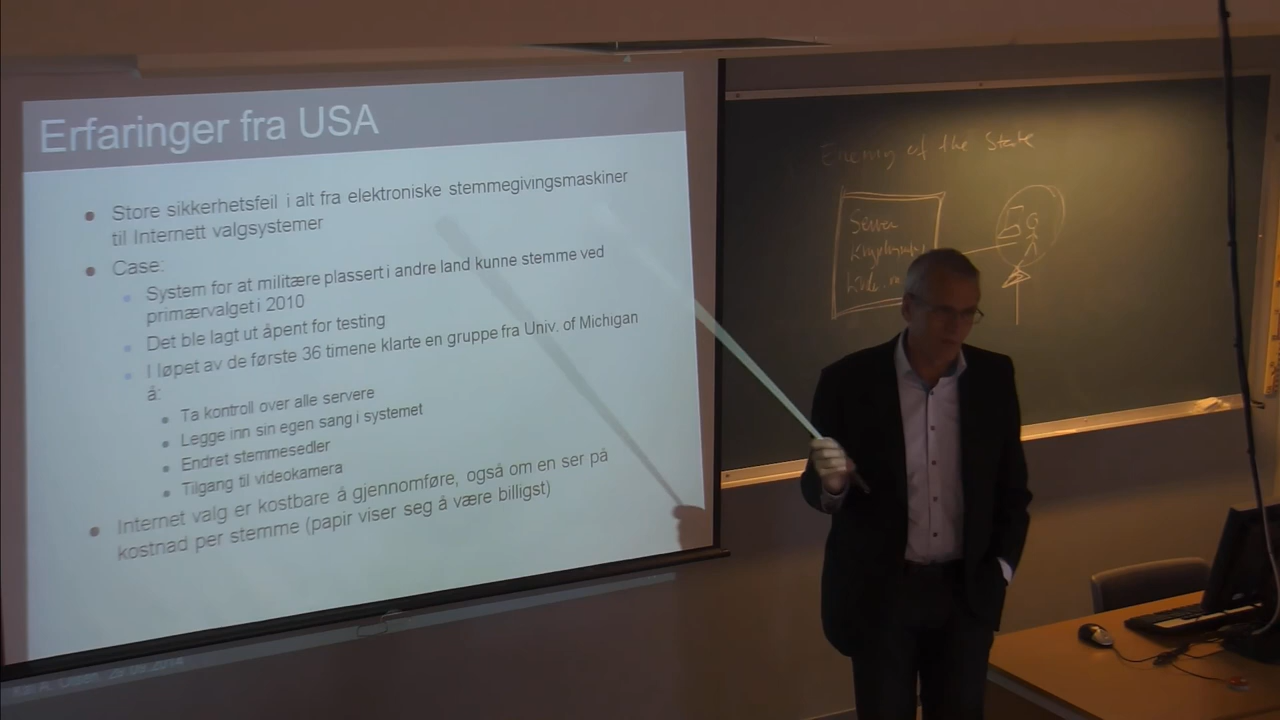 Erfaringer fra USA
Store sikkerhetsfeil i alt fra elektroniske stemmegivingsmaskiner
til Internett valgsystemer
Case:
System for at militære plassert i andre land kunne stemme ved
primærvalget i 2010
Det ble lagt ut åpent for testing
I løpet av de første 36 timene klarte en gruppe fra Univ. of Michigan
å:
Ta kontroll over alle servere
Legge inn sin egen sang i systemet
Endret stemmesedler
Tilgang til videokamera
Internet valg er kostbare å gjennomføre, også om en ser på
kostnad per stemme (papir viser seg å være billigst)
Enemy of the State
Server